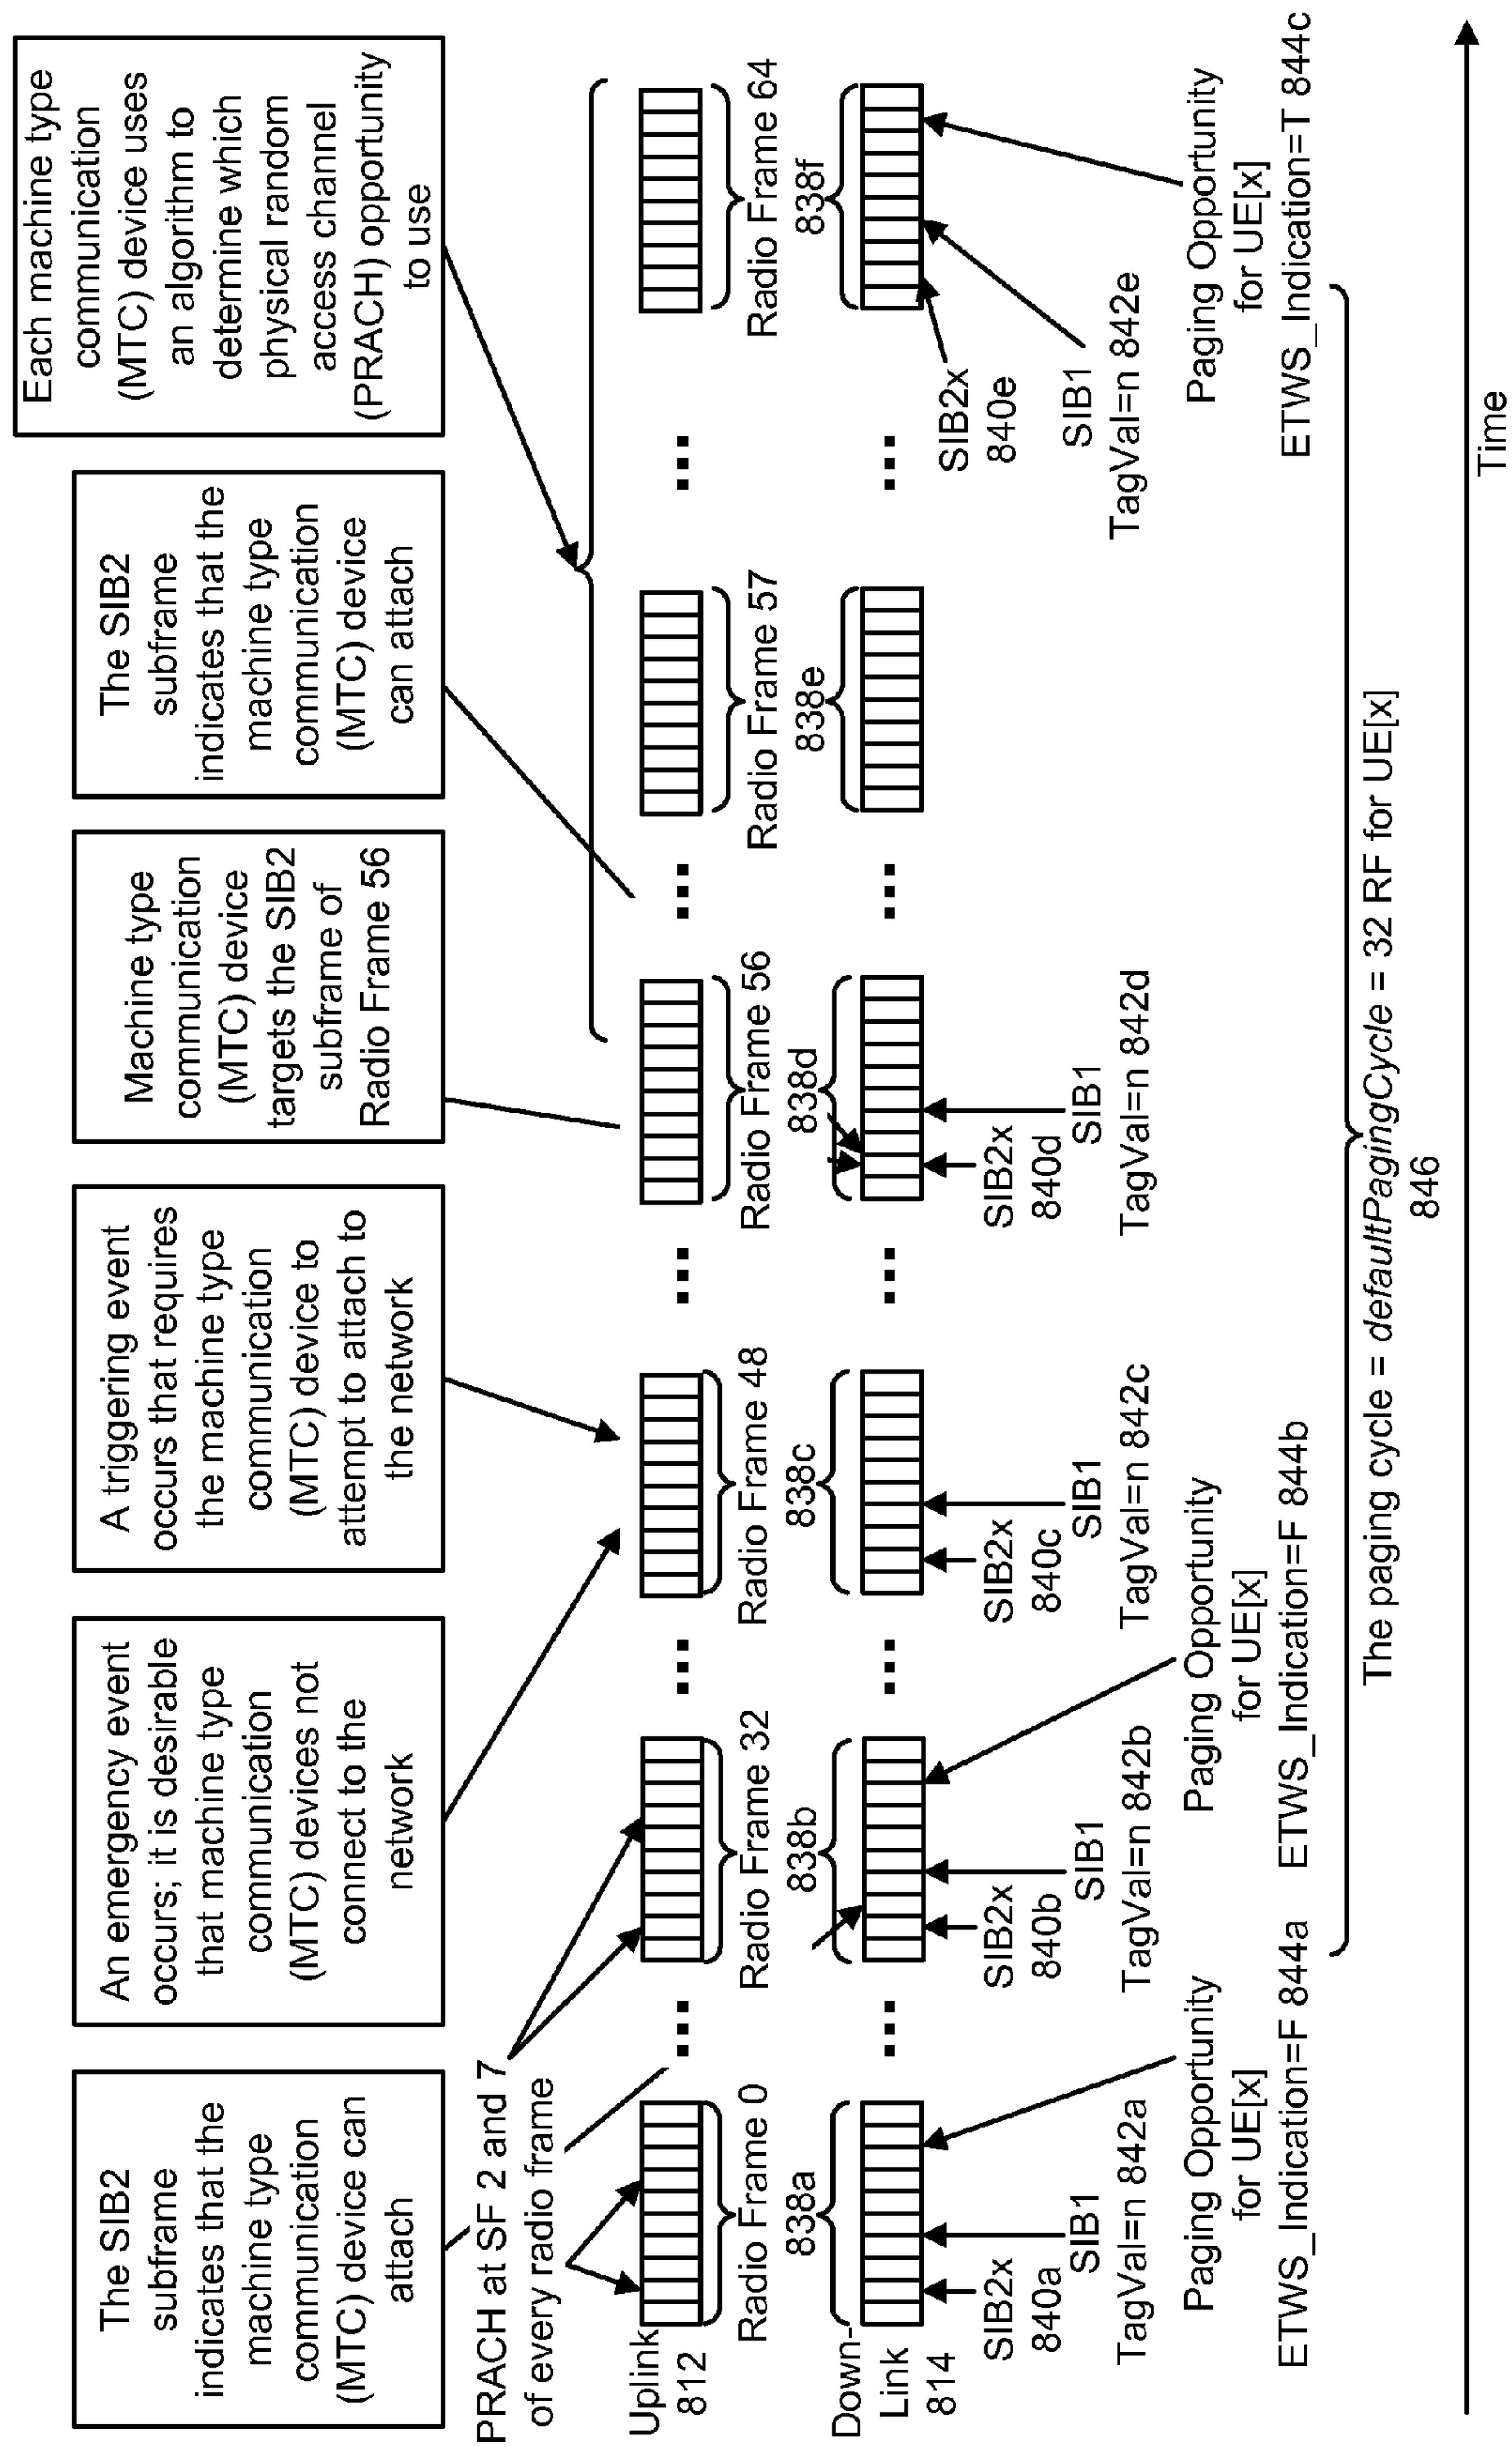 The SIB2
subframe
indicates that the
machine type
communication
(MTC) device can
attach
An emergency event
occurs; it is desirable
that machine type
communication
(MTC) devices not
connect to the
network
A triggering event
occurs that requires
the machine type
communication
(MTC) device to
attempt to attach to
the network
Machine type
communication
(MTC) device
targets the SIB2
subframe of
Radio Frame 56
The SIB2
subframe
indicates that the
machine type
communication
(MTC) device
can attach
Each machine type
communication
(MTC) device uses
an algorithm to
determine which
physical random
access channel
(PRACH) opportunity
to use
PRACH at SF 2 and 7
of every radio frame
Uplink
812
...
...
...
...
...
Radio Frame 0
Radio Frame 32
Radio Frame 48
Radio Frame 56
Radio Frame 57
Radio Frame 64
838a
838b
838c
838d
838e
838f
Down-
Link
814
...
...
...
...
...
SIB2x
840a
SIB1
TagVal=n 842a
SIB2x
840b
SIB1
TagVal=n 842b
SIB2x
840c
SIB1
TagVal=n 842c
SIB2x
840d
SIB1
TagVal=n 842d
SIB2x
840e
SIB1
TagVal=n 842e
Paging Opportunity
for UE[x]
ETWS_Indication=F 844a
Paging Opportunity
for UE[x]
ETWS_Indication=F 844b
Paging Opportunity
for UE[x]
ETWS_Indication=T 844c
The paging cycle = defaultPagingCycle = 32 RF for UE[x]
846
Time